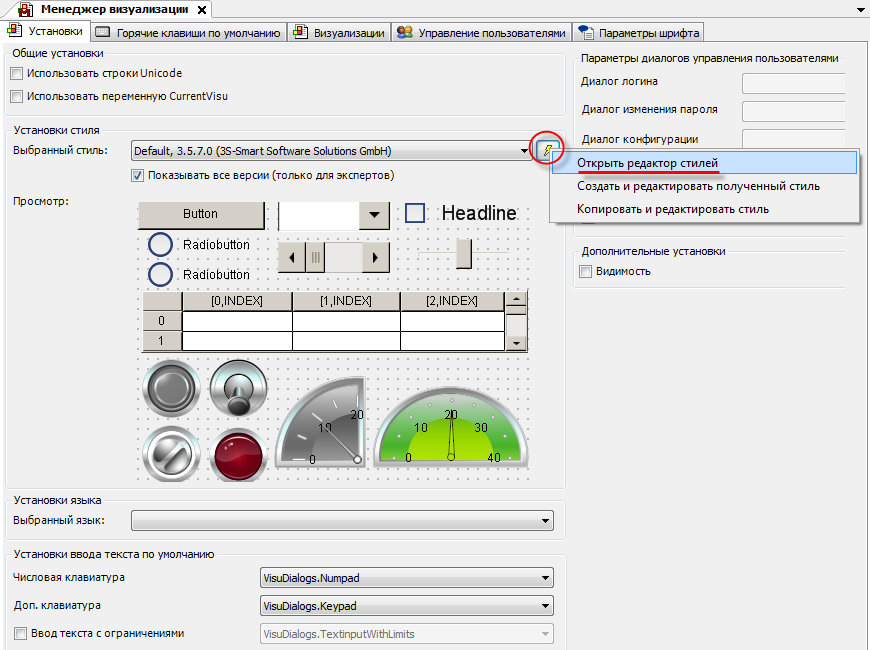 Менеджер визуализации
Установки
Горячие клавиши по умолчанию
Визуализации
Управление пользователями
Параметры шрифта
Общие установки
Использовать строки Unicode
Использовать переменную CurrentVisu
Установки стиля
Выбранный стиль:
Default, 3.5.7.0 (3S-Smart Software Solutions GmbH)
Показывать все версии (только для экспертов)
Просмотр:
Button
Headline
Radiobutton
Radiobutton
[0,INDEX]
[1,INDEX]
[2,INDEX]
0
1
0
10
20
0
10
20
30
40
Установки языка
Выбранный язык:
Установки ввода текста по умолчанию
Числовая клавиатура
VisuDialogs.Numpad
Доп. клавиатура
VisuDialogs.Keypad
Ввод текста с ограничениями
VisuDialogs.TextinputWithLimits
Параметры диалогов управления пользователями
Диалог логина
Диалог изменения пароля
Диалог конфигурации
Открыть редактор стилей
Создать и редактировать полученный стиль
Копировать и редактировать стиль
Дополнительные установки
Видимость